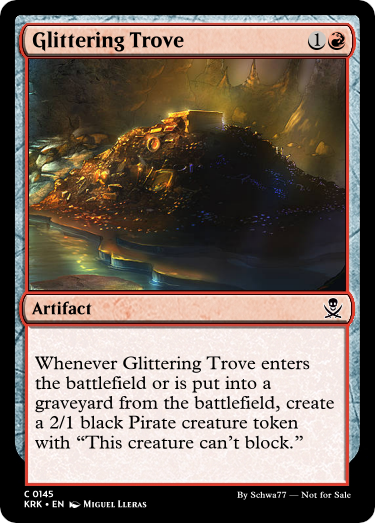 Glittering Trove 1
Artifact
Whenever Glittering Trove enters
the battlefield or is put into a
graveyard from the battlefield, create
a 2/1 black Pirate creature token
with “This creature can’t block.”
C 0145
KRK • EN Miguel Lleras
By Schwa77 — Not for Sale